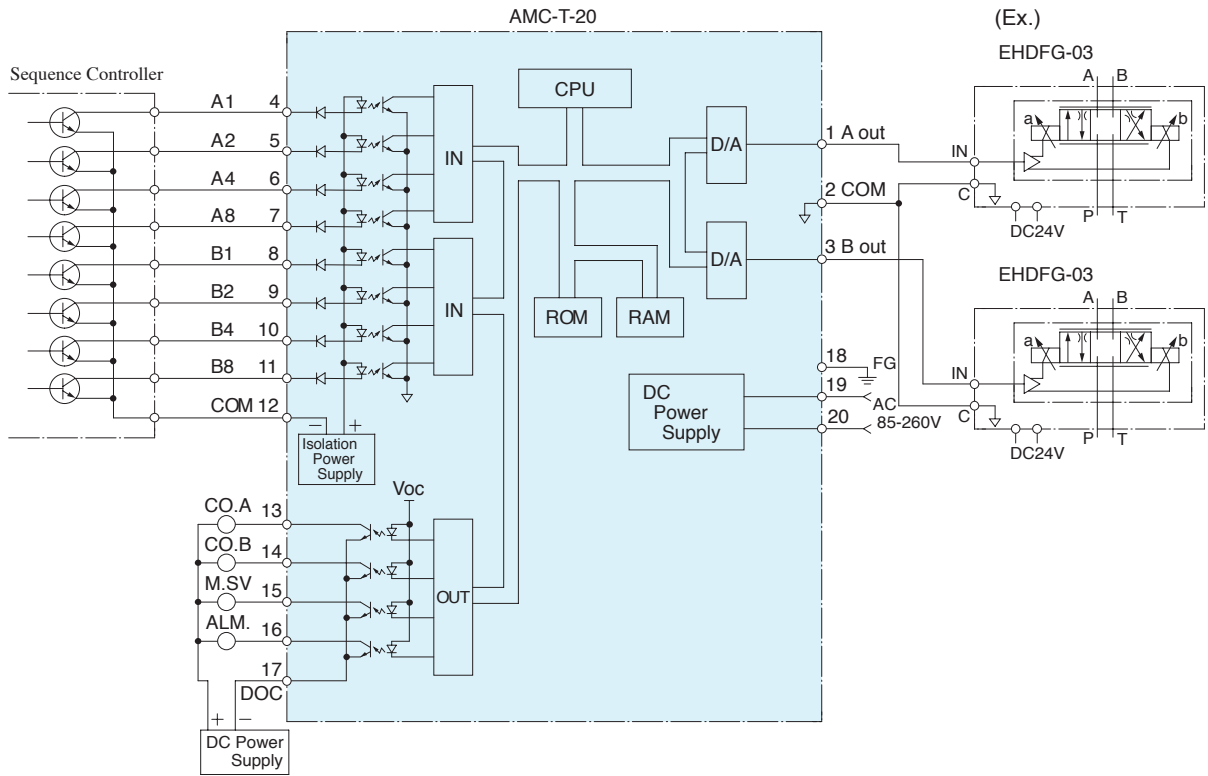 AMC-T-20
(Ex.)
EHDFG-03
Sequence Controller
A1 4
A2 5
A4 6
A8 7
B1 8
B2 9
B4 10
B8 11
COM 12
IN
IN
CPU
D/A
D/A
ROM
RAM
1 A out
2 COM
3 B out
18 FG
19
20
AC
85-260V
DC
Power
Supply
− +
Isolation
Power
Supply
A B
a b
IN
C
P T
DC24V
EHDFG-03
A B
a b
IN
C
P T
DC24V
Voc
CO.A 13
CO.B 14
M.SV 15
ALM. 16
17
DOC
OUT
+ −
DC Power
Supply